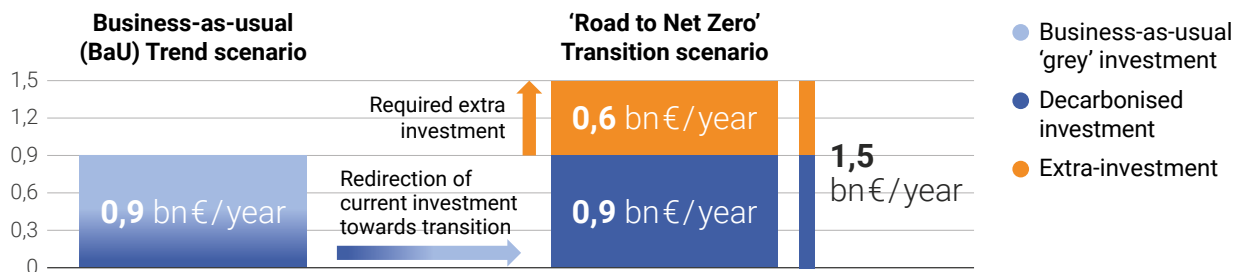 Business-as-usual
(BaU) Trend scenario
‘Road to Net Zero’
Transition scenario
1,5
1,2
0,9
0,6
0,3
0
0,9 bn €/year
Required extra
investment
Redirection of
current investment
towards transition
0,6 bn €/year
0,9 bn €/year
1,5
bn €/year
Business-as-usual
‘grey’ investment
Decarbonised
investment
Extra-investment